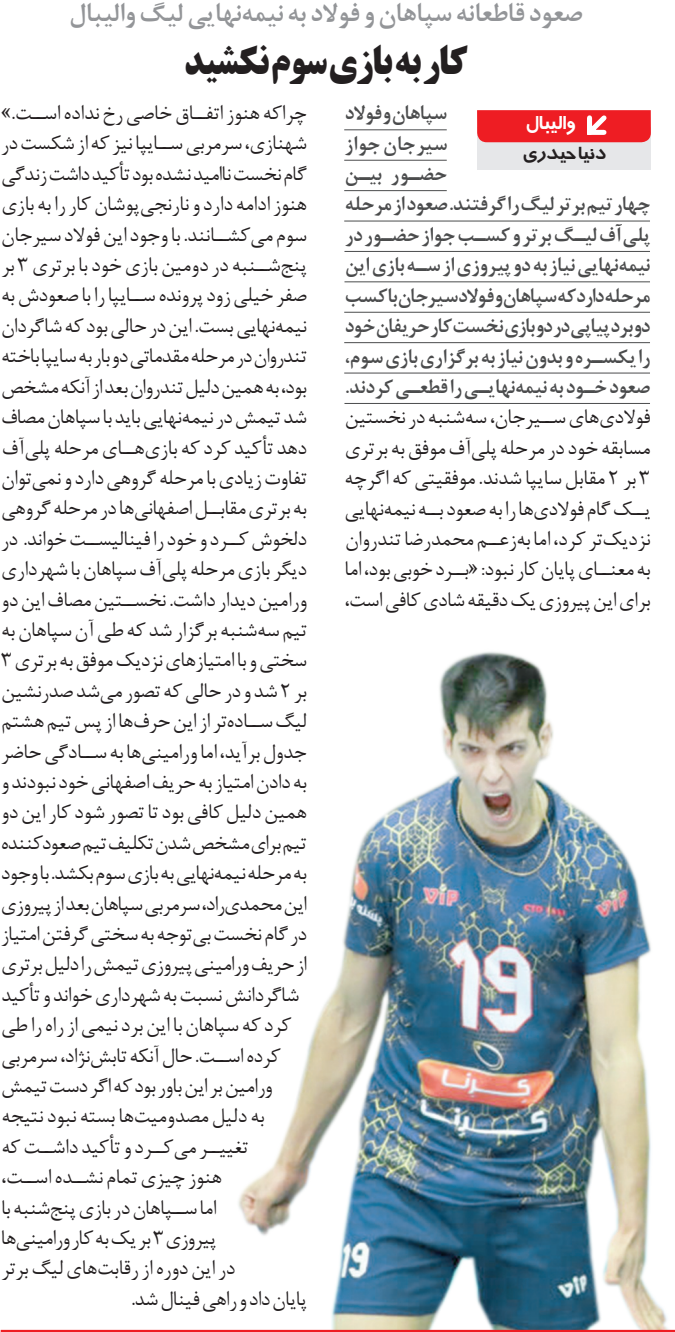 صعود قاطعانه سپاهان و فولاد به نیمه‌نهایی لیگ والیبال
کار به بازی سوم نکشید
والیبال
دنیا حیدری
سپاهان و فولاد
سیرجان جواز
حضور بین
چهار تیم برتر لیگ را گرفتند. صعود از مرحله
پلی‌آف لیگ برتر و کسب جواز حضور در
نیمه‌نهایی نیاز به دو پیروزی از سه بازی این
مرحله دارد که سپاهان و فولاد سیرجان با کسب
دو برد پیاپی در دو بازی نخست کار حریفان خود
را یکسره و بدون نیاز به برگزاری بازی سوم،
صعود خود به نیمه‌نهایی را قطعی کردند.
فولادی‌های سیرجان، سه‌شنبه در نخستین
مسابقه خود در مرحله پلی‌آف موفق به برتری
۳ بر ۲ مقابل سایپا شدند. موفقیتی که اگرچه
یک گام فولادی‌ها را به صعود به نیمه‌نهایی
نزدیک‌تر کرد، اما به‌زعم محمدرضا تندروان
به معنای پایان کار نبود: «برد خوبی بود، اما
برای این پیروزی یک دقیقه شادی کافی است،
چراکه هنوز اتفاق خاصی رخ نداده است.»
شهنازی، سرمربی سایپا نیز که از شکست در
گام نخست ناامید نشده بود تأکید داشت زندگی
هنوز ادامه دارد و نارنجی‌پوشان کار را به بازی
سوم می‌کشانند. با وجود این فولاد سیرجان
پنج‌شنبه در دومین بازی خود با برتری ۳ بر
صفر خیلی زود پرونده سایپا را با صعودش به
نیمه‌نهایی بست. این در حالی بود که شاگردان
تندروان در مرحله مقدماتی دو بار به سایپا باخته
بود، به همین دلیل تندروان بعد از آنکه مشخص
شد تیمش در نیمه‌نهایی باید با سپاهان مصاف
دهد تأکید کرد که بازی‌های مرحله پلی‌آف
تفاوت زیادی با مرحله گروهی دارد و نمی‌توان
به برتری مقابل اصفهانی‌ها در مرحله گروهی
دلخوش کرد و خود را فینالیست خواند. در
دیگر بازی مرحله پلی‌آف سپاهان با شهرداری
ورامین دیدار داشت. نخستین مصاف این دو
تیم سه‌شنبه برگزار شد که طی آن سپاهان به
سختی و با امتیازهای نزدیک موفق به برتری ۳
بر ۲ شد و در حالی که تصور می‌شد صدرنشین
لیگ ساده‌تر از این حرف‌ها از پس تیم هشتم
جدول برآید، اما ورامینی‌ها به سادگی حاضر
به دادن امتیاز به حریف اصفهانی خود نبودند و
همین دلیل کافی بود تا تصور شود کار این دو
تیم برای مشخص شدن تکلیف تیم صعودکننده
به مرحله نیمه‌نهایی به بازی سوم بکشد. با وجود
این محمدی‌راد، سرمربی سپاهان بعد از پیروزی
در گام نخست بی‌توجه به سختی گرفتن امتیاز
از حریف ورامینی پیروزی تیمش را دلیل برتری
شاگردانش نسبت به شهرداری خواند و تأکید
کرد که سپاهان با این برد نیمی از راه را طی
کرده است. حال آنکه تابش‌نژاد، سرمربی
ورامین بر این باور بود که اگر دست تیمش
به دلیل مصدومیت‌ها بسته نبود نتیجه
تغییر می‌کرد و تأکید داشت که
هنوز چیزی تمام نشده است،
اما سپاهان در بازی پنج‌شنبه با
پیروزی ۳ بر یک به کار ورامینی‌ها
در این دوره از رقابت‌های لیگ برتر
پایان داد و راهی فینال شد.
ViP
ViP
19
کرنا
کرنا
19
ViP